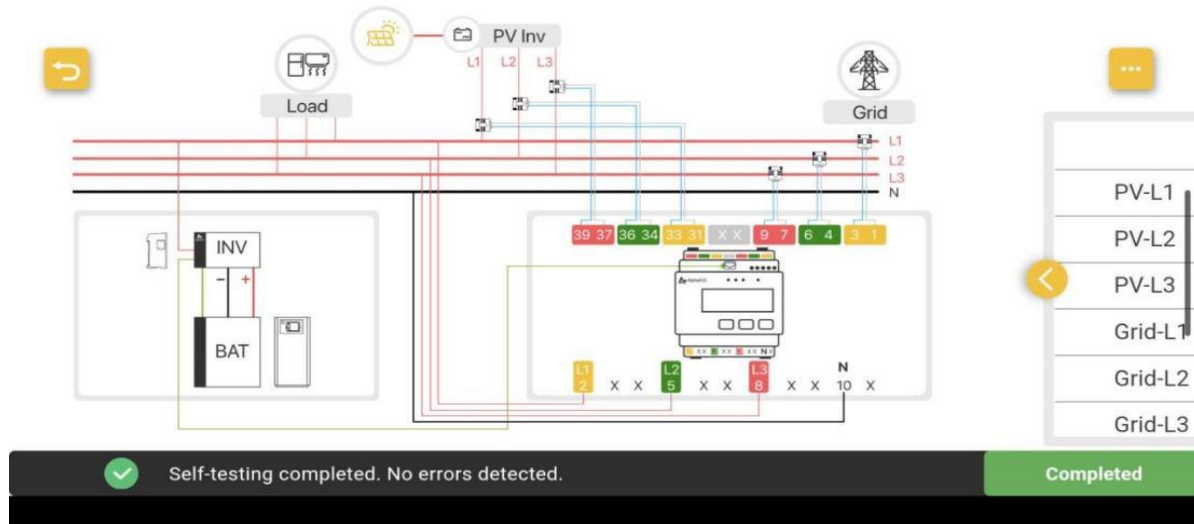 PV Inv
L1 L2 L3
Load
Grid
L1
L2
L3
N
39 37 36 34 33 31 X X 9 7 6 4 3 1
INV
- +
BAT
L1 L2 L3 N
2 X X 5 X X 8 X X 10 X
PV-L1
PV-L2
PV-L3
Grid-L1
Grid-L2
Grid-L3
Self-testing completed. No errors detected.
Completed